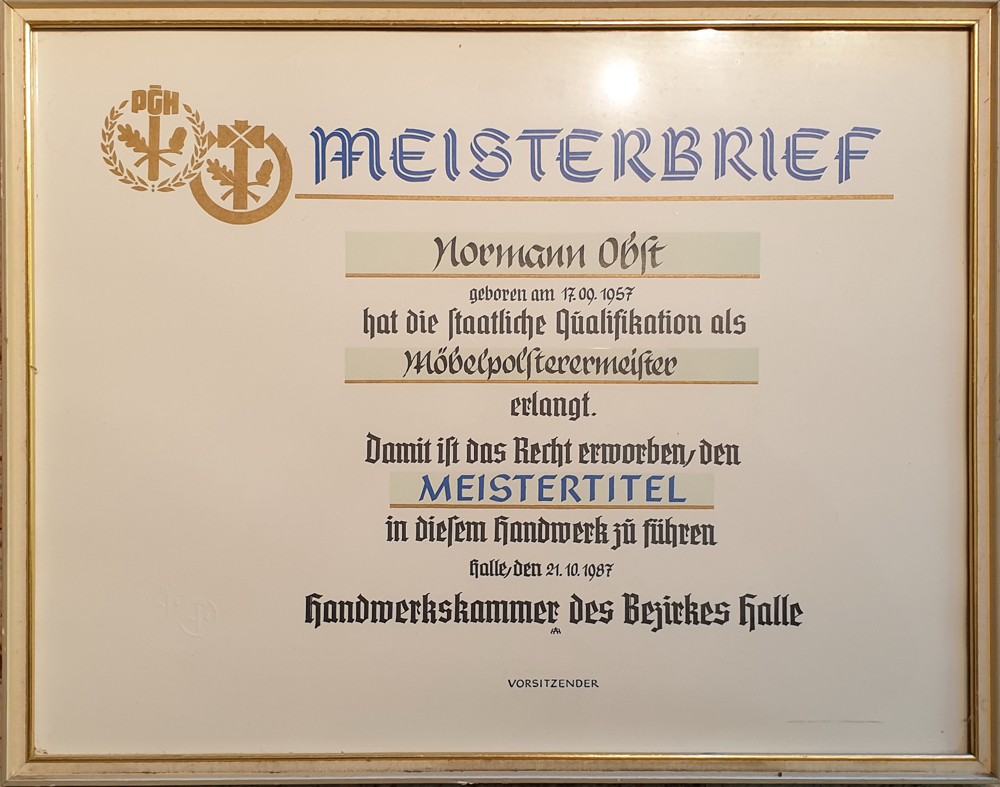 PGH
MEISTERBRIEF
Normann Obst
geboren am 17.09.1957
hat die staatliche Qualifikation als
Möbelpolsterermeister
erlangt.
Damit ist das Recht erworben, den
MEISTERTITEL
in diesem Handwerk zu führen
Halle, den 21.10.1987
Handwerkskammer des Bezirkes Halle
VORSITZENDER